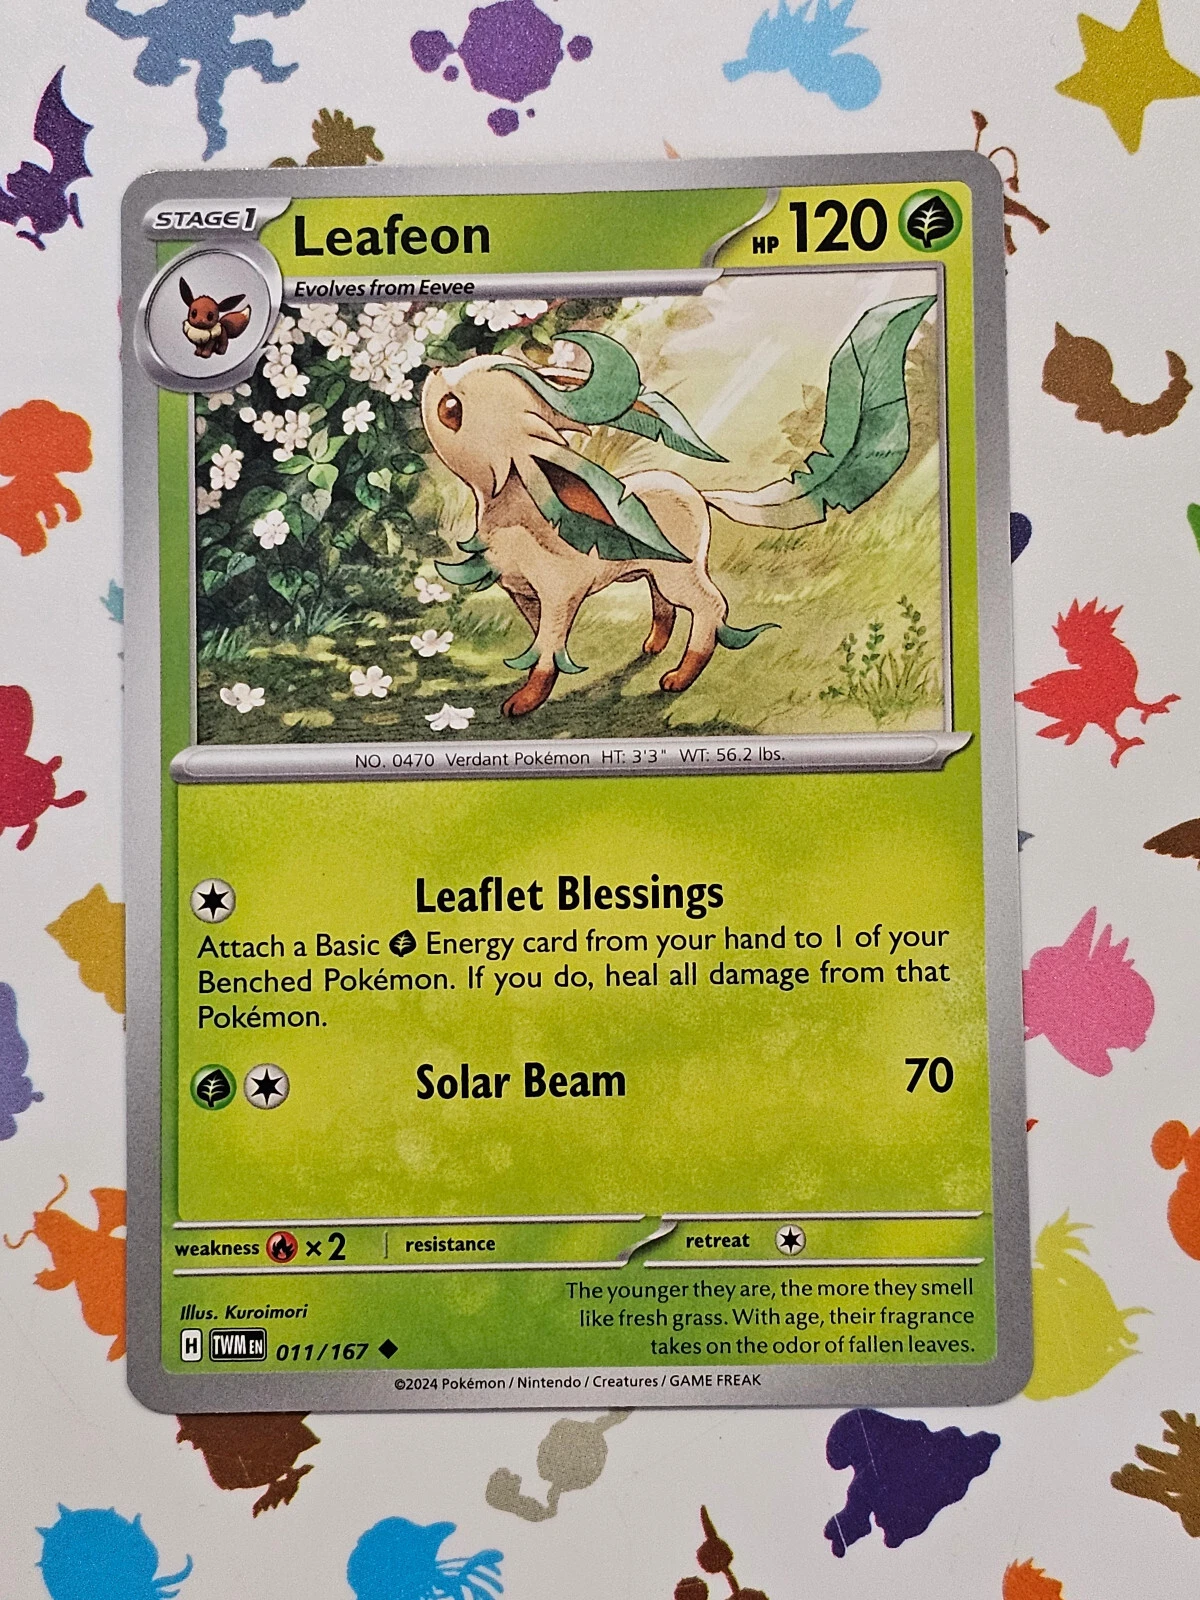 STAGE 1
Leafeon
HP 120
Evolves from Eevee
NO. 0470 Verdant Pokémon HT: 3'3" WT: 56.2 lbs.
Leaflet Blessings
Attach a Basic Energy card from your hand to 1 of your
Benched Pokémon. If you do, heal all damage from that
Pokémon.
Solar Beam 70
weakness ×2 resistance retreat
The younger they are, the more they smell
like fresh grass. With age, their fragrance
takes on the odor of fallen leaves.
Illus. Kuroimori
H TWM EN 011/167
©2024 Pokémon / Nintendo / Creatures / GAME FREAK